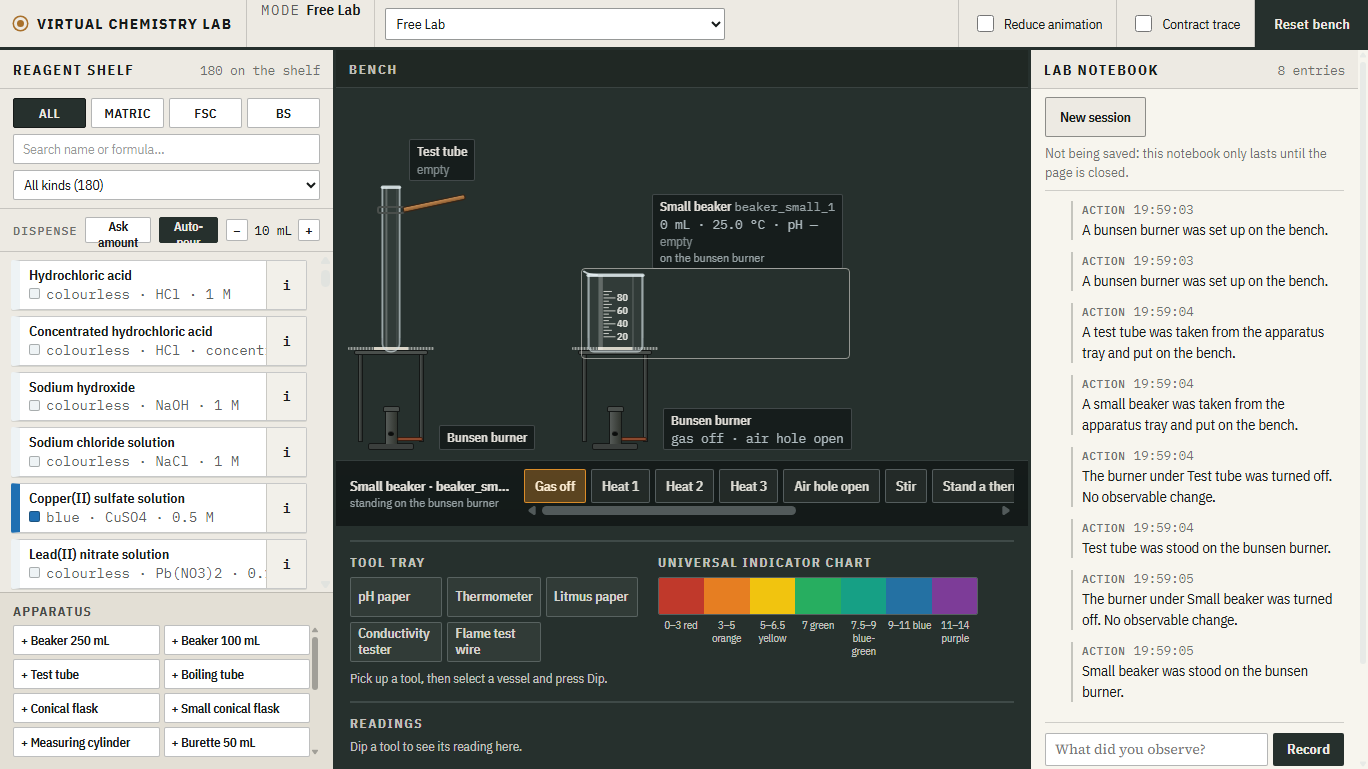 VIRTUAL CHEMISTRY LAB
MODE Free Lab
Free Lab
Reduce animation
Contract trace
Reset bench
REAGENT SHELF
180 on the shelf
ALL
MATRIC
FSC
BS
Search name or formula...
All kinds (180)
DISPENSE
Ask amount
Auto-
−
10 mL
+
Hydrochloric acid
colourless · HCl · 1 M
i
Concentrated hydrochloric acid
colourless · HCl · concent
i
Sodium hydroxide
colourless · NaOH · 1 M
i
Sodium chloride solution
colourless · NaCl · 1 M
i
Copper(II) sulfate solution
blue · CuSO4 · 0.5 M
i
Lead(II) nitrate solution
colourless · Pb(NO3)2 · 0.
i
APPARATUS
+ Beaker 250 mL
+ Beaker 100 mL
+ Test tube
+ Boiling tube
+ Conical flask
+ Small conical flask
+ Measuring cylinder
+ Burette 50 mL
BENCH
Test tube
empty
Small beaker beaker_small_1
0 mL · 25.0 °C · pH —
empty
on the bunsen burner
80
60
40
20
Bunsen burner
Bunsen burner
gas off · air hole open
Small beaker · beaker_sm...
standing on the bunsen burner
Gas off
Heat 1
Heat 2
Heat 3
Air hole open
Stir
Stand a ther
TOOL TRAY
pH paper
Thermometer
Litmus paper
Conductivity
tester
Flame test
wire
Pick up a tool, then select a vessel and press Dip.
UNIVERSAL INDICATOR CHART
0–3 red
3–5
orange
5–6.5
yellow
7 green
7.5–9
blue-
green
9–11 blue
11–14
purple
READINGS
Dip a tool to see its reading here.
LAB NOTEBOOK
8 entries
New session
Not being saved: this notebook only lasts until the
page is closed.
ACTION 19:59:03
A bunsen burner was set up on the bench.
ACTION 19:59:03
A bunsen burner was set up on the bench.
ACTION 19:59:04
A test tube was taken from the apparatus
tray and put on the bench.
ACTION 19:59:04
A small beaker was taken from the
apparatus tray and put on the bench.
ACTION 19:59:04
The burner under Test tube was turned off.
No observable change.
ACTION 19:59:04
Test tube was stood on the bunsen burner.
ACTION 19:59:05
The burner under Small beaker was turned
off. No observable change.
ACTION 19:59:05
Small beaker was stood on the bunsen
burner.
What did you observe?
Record